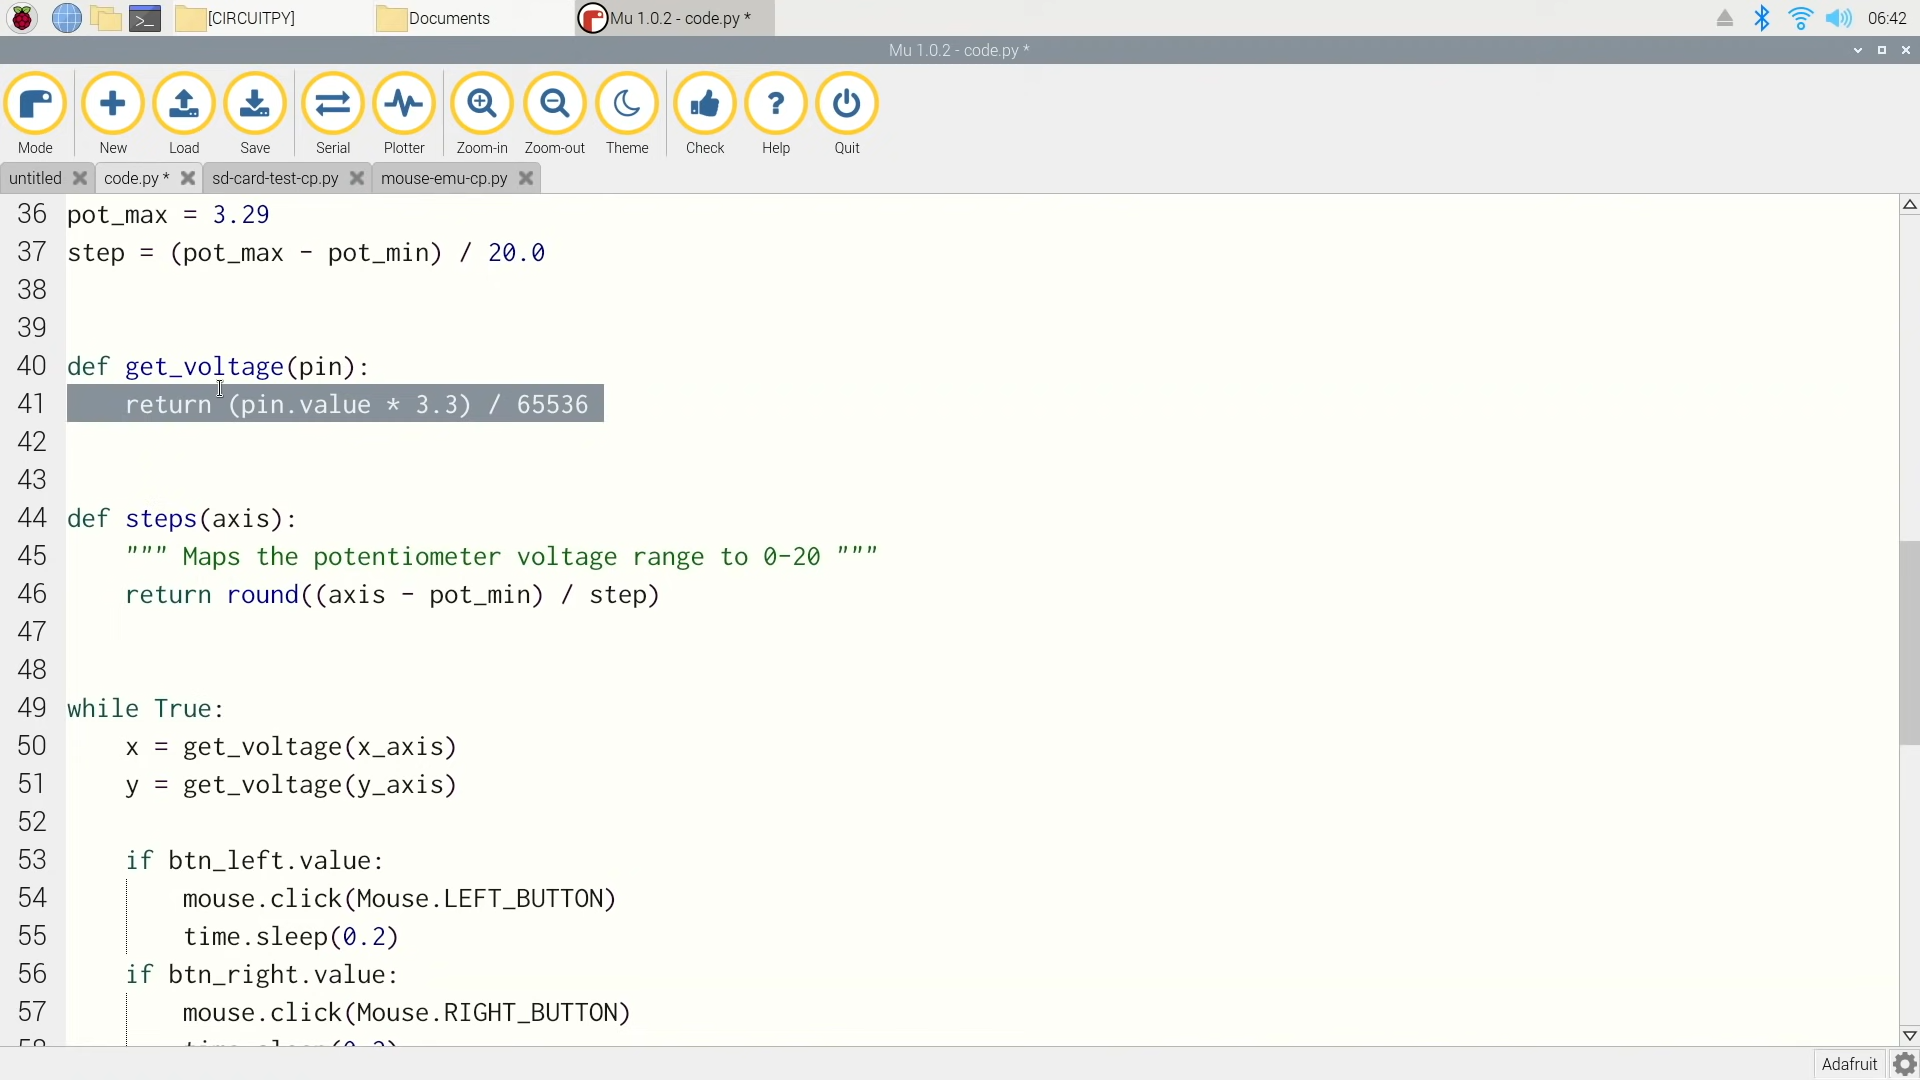 [CIRCUITPY]
Documents
Mu 1.0.2 - code.py *
06:42
Mu 1.0.2 - code.py *
Mode
New
Load
Save
Serial
Plotter
Zoom-in
Zoom-out
Theme
Check
Help
Quit
untitled
code.py *
sd-card-test-cp.py
mouse-emu-cp.py
36 pot_max = 3.29
37 step = (pot_max - pot_min) / 20.0
38
39
40 def get_voltage(pin):
41 return (pin.value * 3.3) / 65536
42
43
44 def steps(axis):
45 """ Maps the potentiometer voltage range to 0-20 """
46 return round((axis - pot_min) / step)
47
48
49 while True:
50 x = get_voltage(x_axis)
51 y = get_voltage(y_axis)
52
53 if btn_left.value:
54 mouse.click(Mouse.LEFT_BUTTON)
55 time.sleep(0.2)
56 if btn_right.value:
57 mouse.click(Mouse.RIGHT_BUTTON)
58 time.sleep(0.2)
Adafruit